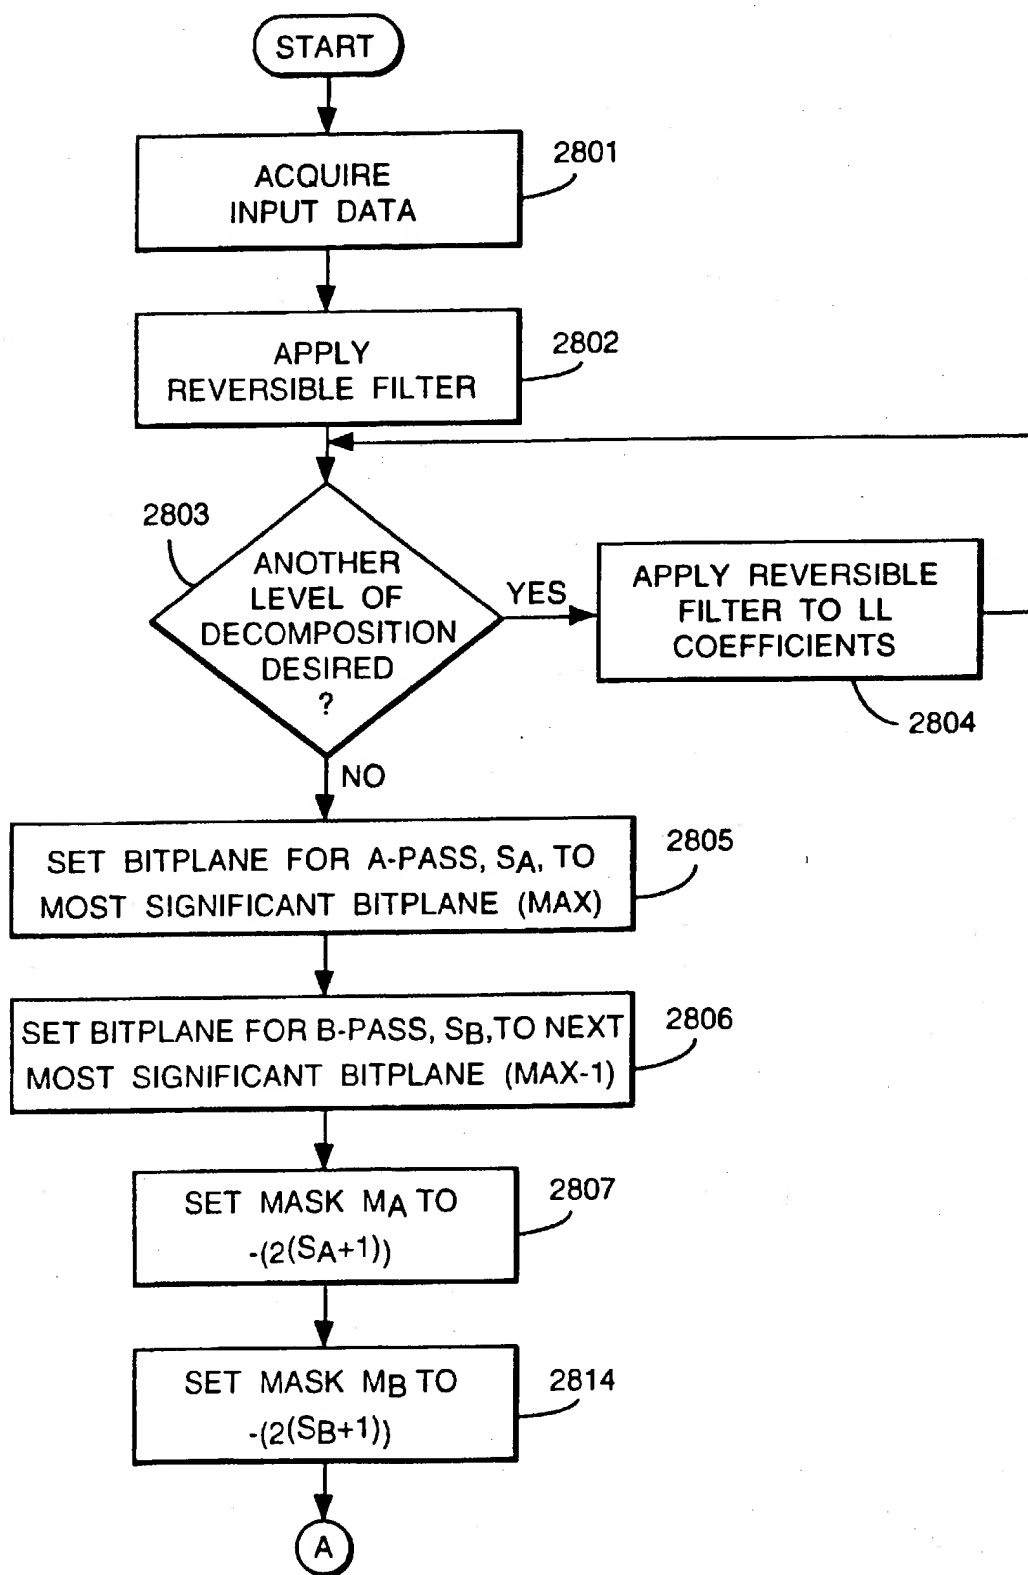 START
ACQUIRE
INPUT DATA
2801
APPLY
REVERSIBLE FILTER
2802
2803
ANOTHER
LEVEL OF
DECOMPOSITION
DESIRED
?
YES
APPLY REVERSIBLE
FILTER TO LL
COEFFICIENTS
2804
NO
SET BITPLANE FOR A-PASS, SA, TO
MOST SIGNIFICANT BITPLANE (MAX)
2805
SET BITPLANE FOR B-PASS, SB, TO NEXT
MOST SIGNIFICANT BITPLANE (MAX-1)
2806
SET MASK MA TO
-(2(SA+1))
2807
SET MASK MB TO
-(2(SB+1))
2814
A